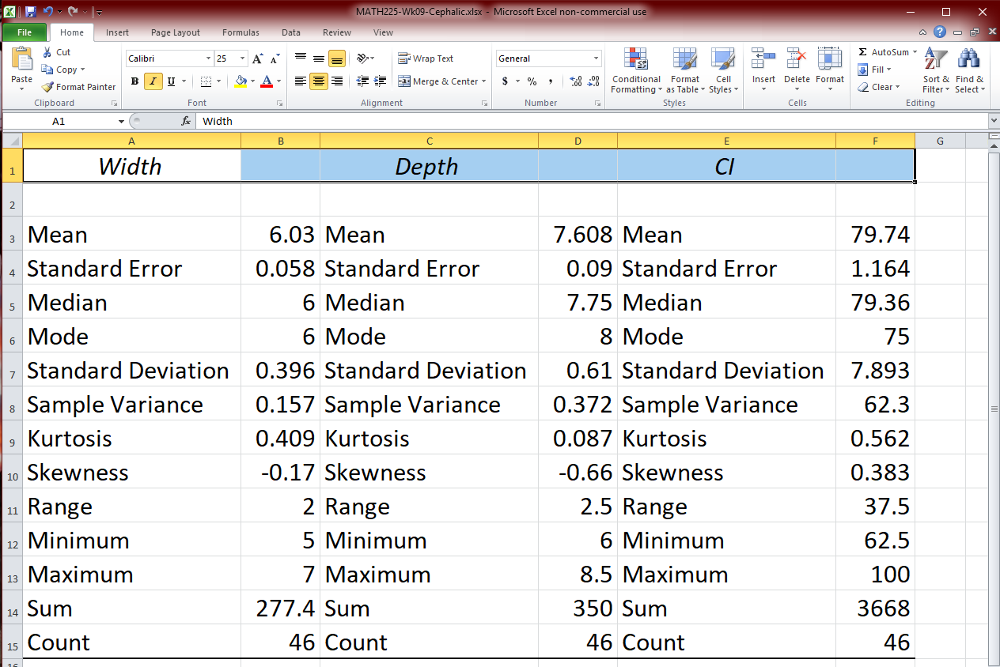 MATH225-Wk09-Cephalic.xlsx - Microsoft Excel non-commercial use
File Home Insert Page Layout Formulas Data Review View
Paste
Cut
Copy
Format Painter
Clipboard
Calibri 25 A A
B I U A
Font
Wrap Text
Merge & Center
Alignment
General
$ % , .00 .0 .00
Number
Conditional Formatting
Format as Table
Cell Styles
Styles
Insert Delete Format
Cells
Σ AutoSum
Fill
Clear
Sort & Filter
Find & Select
Editing
A1 fx Width
A B C D E F G
1 Width Depth CI
2
3 Mean 6.03 Mean 7.608 Mean 79.74
4 Standard Error 0.058 Standard Error 0.09 Standard Error 1.164
5 Median 6 Median 7.75 Median 79.36
6 Mode 6 Mode 8 Mode 75
7 Standard Deviation 0.396 Standard Deviation 0.61 Standard Deviation 7.893
8 Sample Variance 0.157 Sample Variance 0.372 Sample Variance 62.3
9 Kurtosis 0.409 Kurtosis 0.087 Kurtosis 0.562
10 Skewness -0.17 Skewness -0.66 Skewness 0.383
11 Range 2 Range 2.5 Range 37.5
12 Minimum 5 Minimum 6 Minimum 62.5
13 Maximum 7 Maximum 8.5 Maximum 100
14 Sum 277.4 Sum 350 Sum 3668
15 Count 46 Count 46 Count 46